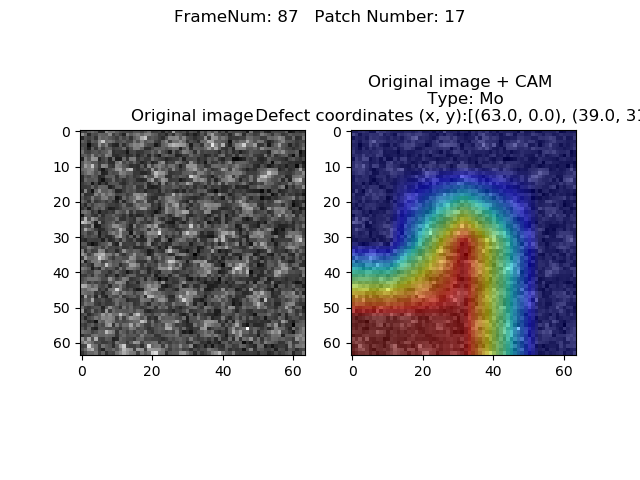 FrameNum: 87   Patch Number: 17
Original image + CAM
Type: Mo
Original image
Defect coordinates (x, y):[(63.0, 0.0), (39.0, 31
0
10
20
30
40
50
60
0 20 40 60
0
10
20
30
40
50
60
0 20 40 60